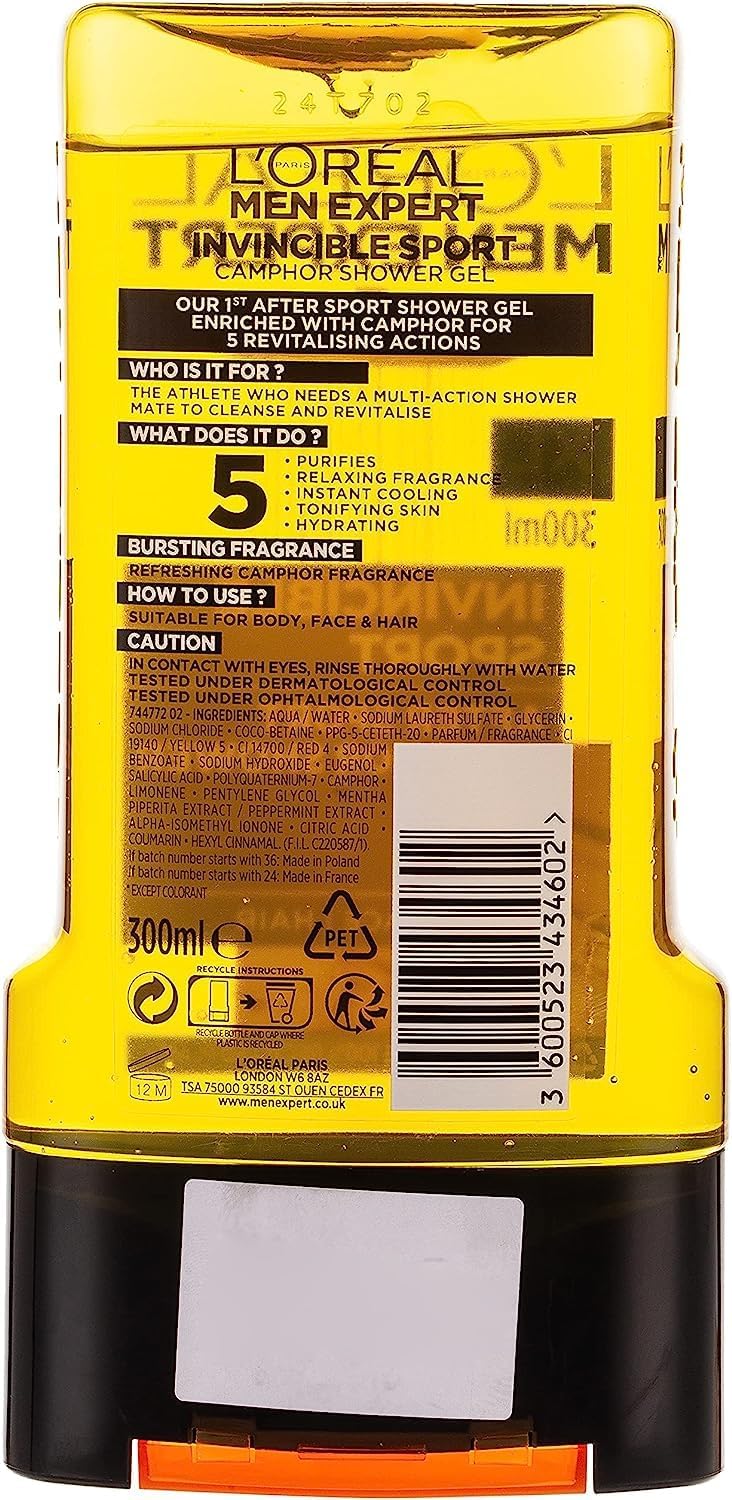 24T702
L'ORÉAL
PARIS
MEN EXPERT
INVINCIBLE SPORT
CAMPHOR SHOWER GEL
OUR 1ST AFTER SPORT SHOWER GEL
ENRICHED WITH CAMPHOR FOR
5 REVITALISING ACTIONS
WHO IS IT FOR ?
THE ATHLETE WHO NEEDS A MULTI-ACTION SHOWER
MATE TO CLEANSE AND REVITALISE
WHAT DOES IT DO ?
5
• PURIFIES
• RELAXING FRAGRANCE
• INSTANT COOLING
• TONIFYING SKIN
• HYDRATING
300ml
BURSTING FRAGRANCE
REFRESHING CAMPHOR FRAGRANCE
HOW TO USE ?
SUITABLE FOR BODY, FACE & HAIR
CAUTION
IN CONTACT WITH EYES, RINSE THOROUGHLY WITH WATER
TESTED UNDER DERMATOLOGICAL CONTROL
TESTED UNDER OPHTALMOLOGICAL CONTROL
744772 02 - INGREDIENTS: AQUA / WATER • SODIUM LAURETH SULFATE • GLYCERIN •
SODIUM CHLORIDE • COCO-BETAINE • PPG-5-CETETH-20 • PARFUM / FRAGRANCE • CI
19140 / YELLOW 5 • CI 14700 / RED 4 • SODIUM
BENZOATE • SODIUM HYDROXIDE • EUGENOL •
SALICYLIC ACID • POLYQUATERNIUM-7 • CAMPHOR •
LIMONENE • PENTYLENE GLYCOL • MENTHA
PIPERITA EXTRACT / PEPPERMINT EXTRACT •
ALPHA-ISOMETHYL IONONE • CITRIC ACID •
COUMARIN • HEXYL CINNAMAL. (F.I.L. C220587/1).
If batch number starts with 36: Made in Poland
If batch number starts with 24: Made in France
*EXCEPT COLORANT
300ml e
PET
RECYCLE INSTRUCTIONS
RECYCLE BOTTLE AND CAP WHERE
PLASTIC IS RECYCLED
12 M
L'ORÉAL PARIS
LONDON W6 8AZ
TSA 75000 93584 ST OUEN CEDEX FR
www.menexpert.co.uk
3 600523 434602 >